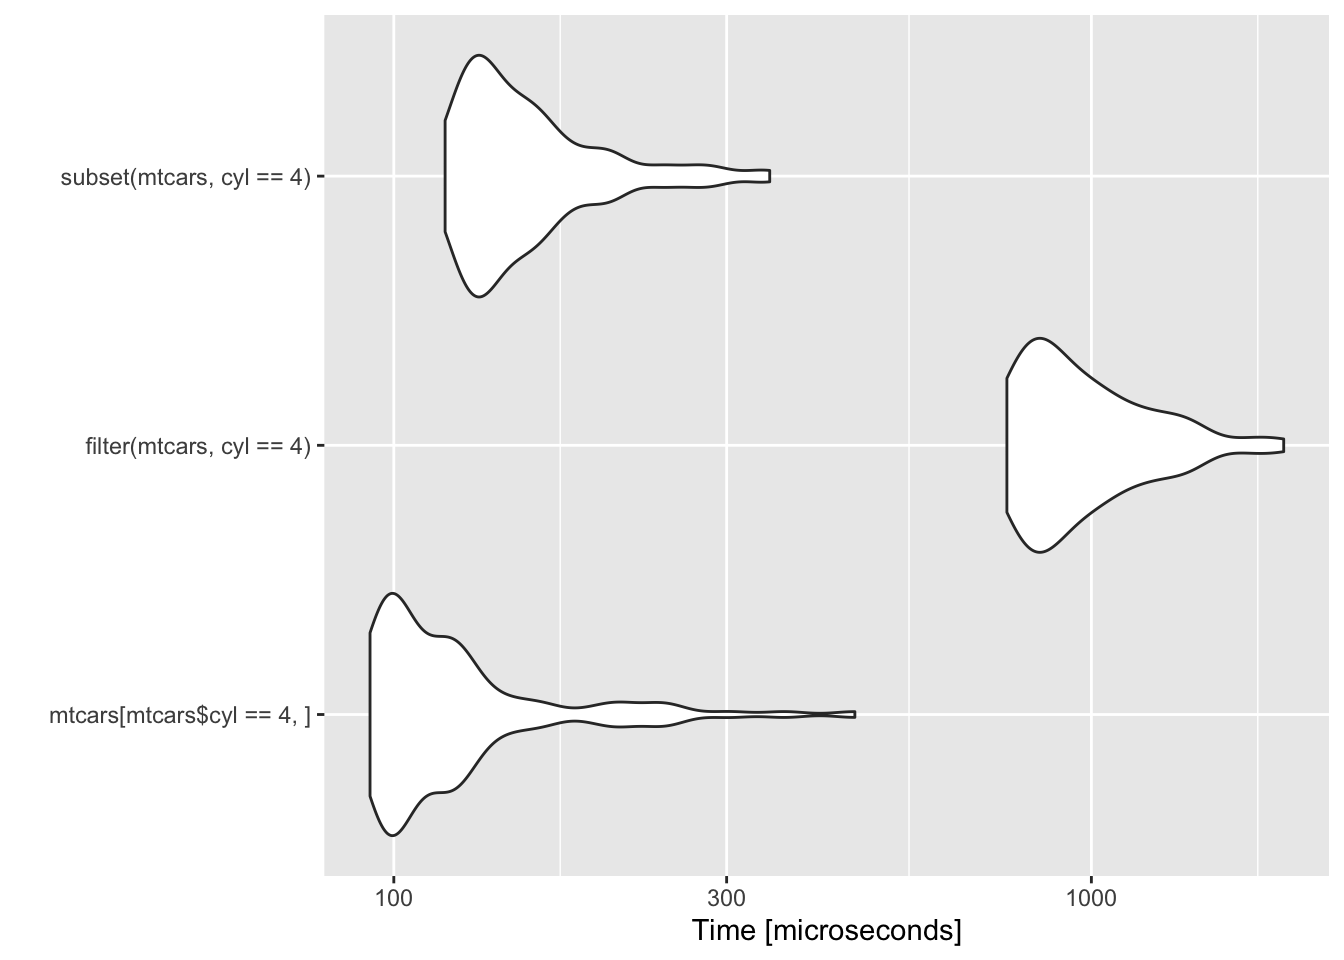 subset(mtcars, cyl == 4)
filter(mtcars, cyl == 4)
mtcars[mtcars$cyl == 4, ]
100 300 1000
Time [microseconds]